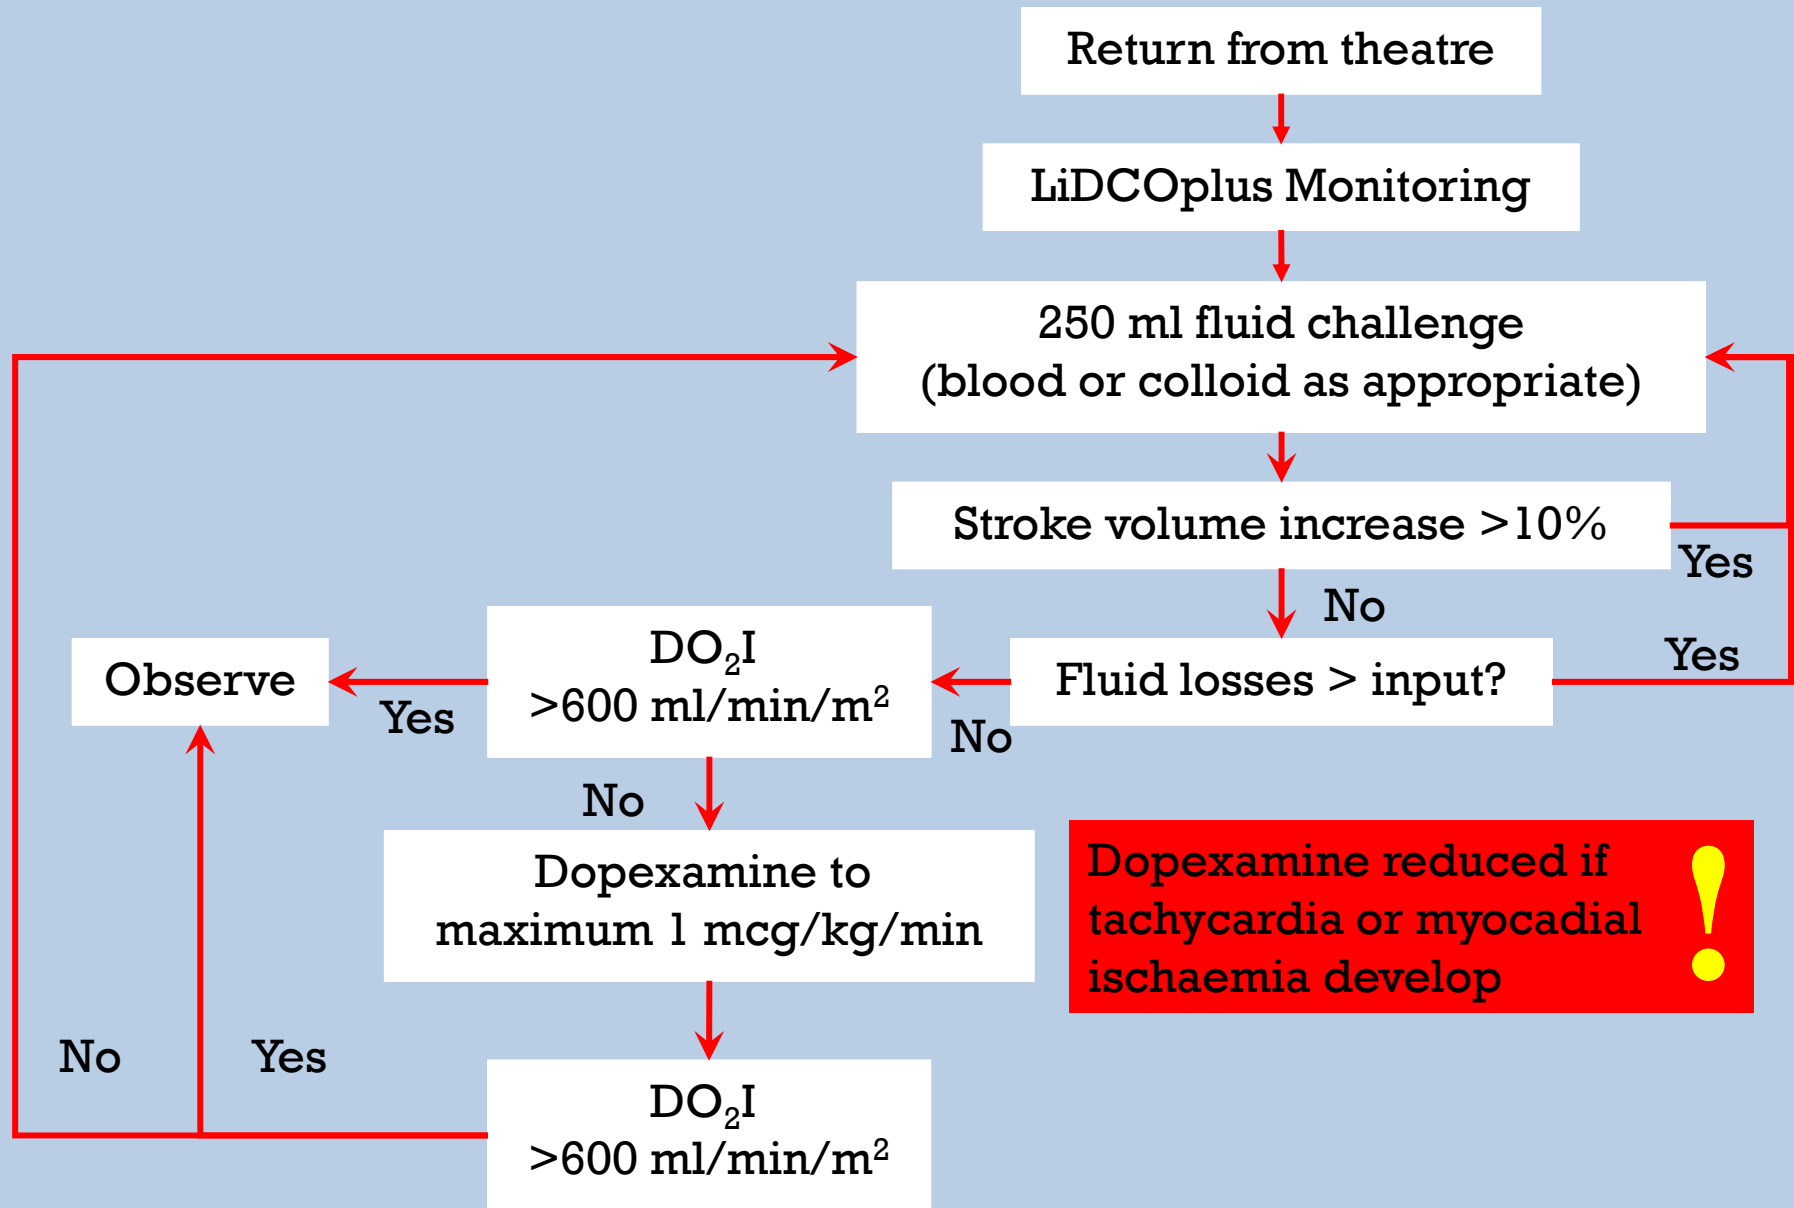 Return from theatre
LiDCOplus Monitoring
250 ml fluid challenge
(blood or colloid as appropriate)
Stroke volume increase >10%
Yes
No
Fluid losses > input?
Yes
No
DO₂I
>600 ml/min/m²
Yes
Observe
No
Dopexamine to
maximum 1 mcg/kg/min
Dopexamine reduced if
tachycardia or myocadial
ischaemia develop
!
DO₂I
>600 ml/min/m²
Yes
No